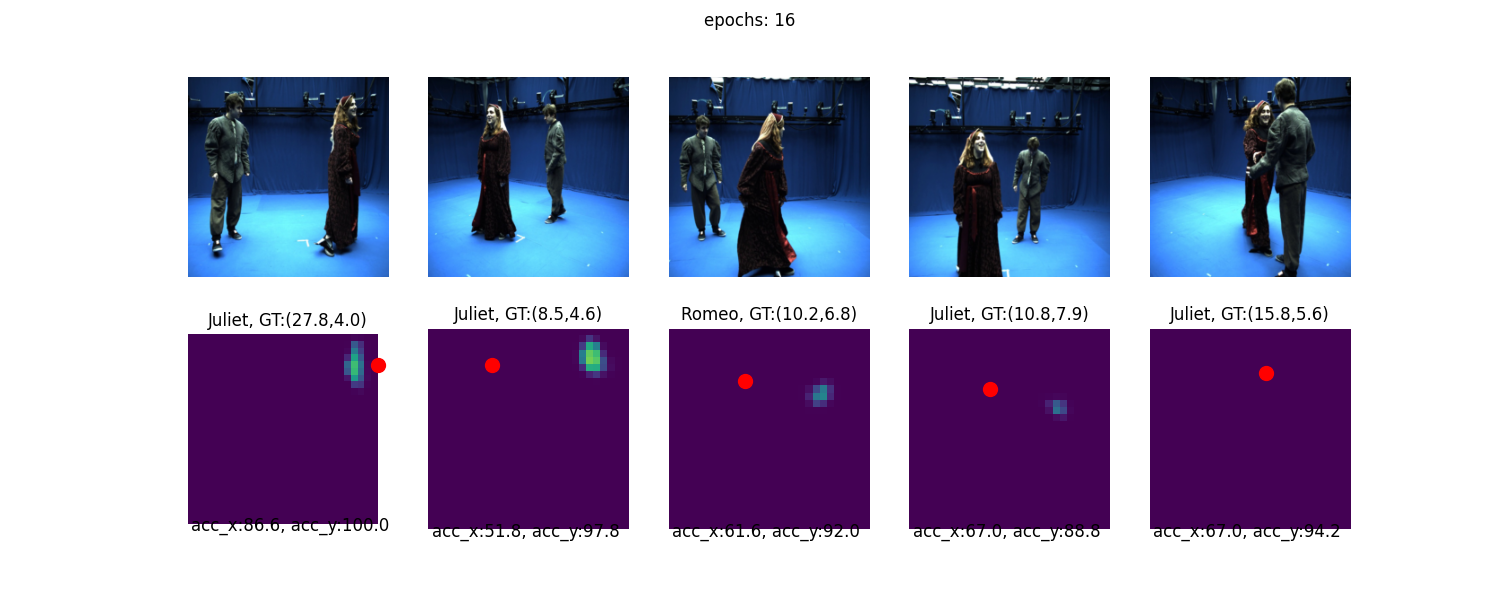 epochs: 16
Juliet, GT:(27.8,4.0)
Juliet, GT:(8.5,4.6)
Romeo, GT:(10.2,6.8)
Juliet, GT:(10.8,7.9)
Juliet, GT:(15.8,5.6)
acc_x:86.6, acc_y:100.0
acc_x:51.8, acc_y:97.8
acc_x:61.6, acc_y:92.0
acc_x:67.0, acc_y:88.8
acc_x:67.0, acc_y:94.2